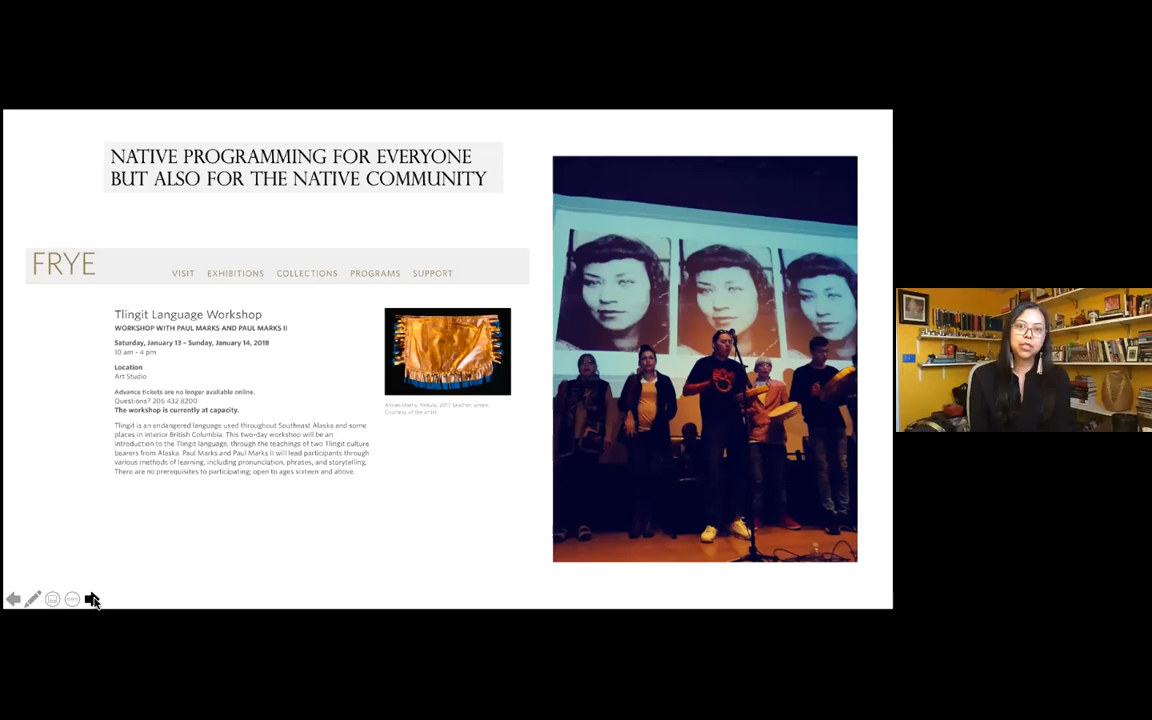 NATIVE PROGRAMMING FOR EVERYONE
BUT ALSO FOR THE NATIVE COMMUNITY
FRYE
VISIT EXHIBITIONS COLLECTIONS PROGRAMS SUPPORT
Tlingit Language Workshop
WORKSHOP WITH PAUL MARKS AND PAUL MARKS II
Saturday, January 13 – Sunday, January 14, 2018
10 am - 4 pm
Location
Art Studio
Advance tickets are no longer available online.
Questions? 206 432 8200
The workshop is currently at capacity.
Tlingit is an endangered language used throughout Southeast Alaska and some
places in interior British Columbia. This two-day workshop will be an
introduction to the Tlingit language, through the teachings of two Tlingit culture
bearers from Alaska. Paul Marks and Paul Marks II will lead participants through
various methods of learning, including pronunciation, phrases, and storytelling.
There are no prerequisites to participating; open to ages sixteen and above.
2017. Leather,
Courtesy of the artist.